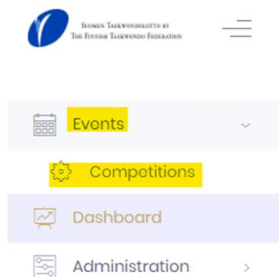 Suomen Taekwondoliitto ry
The Finnish Taekwondo Federation
Events
Competitions
Dashboard
Administration